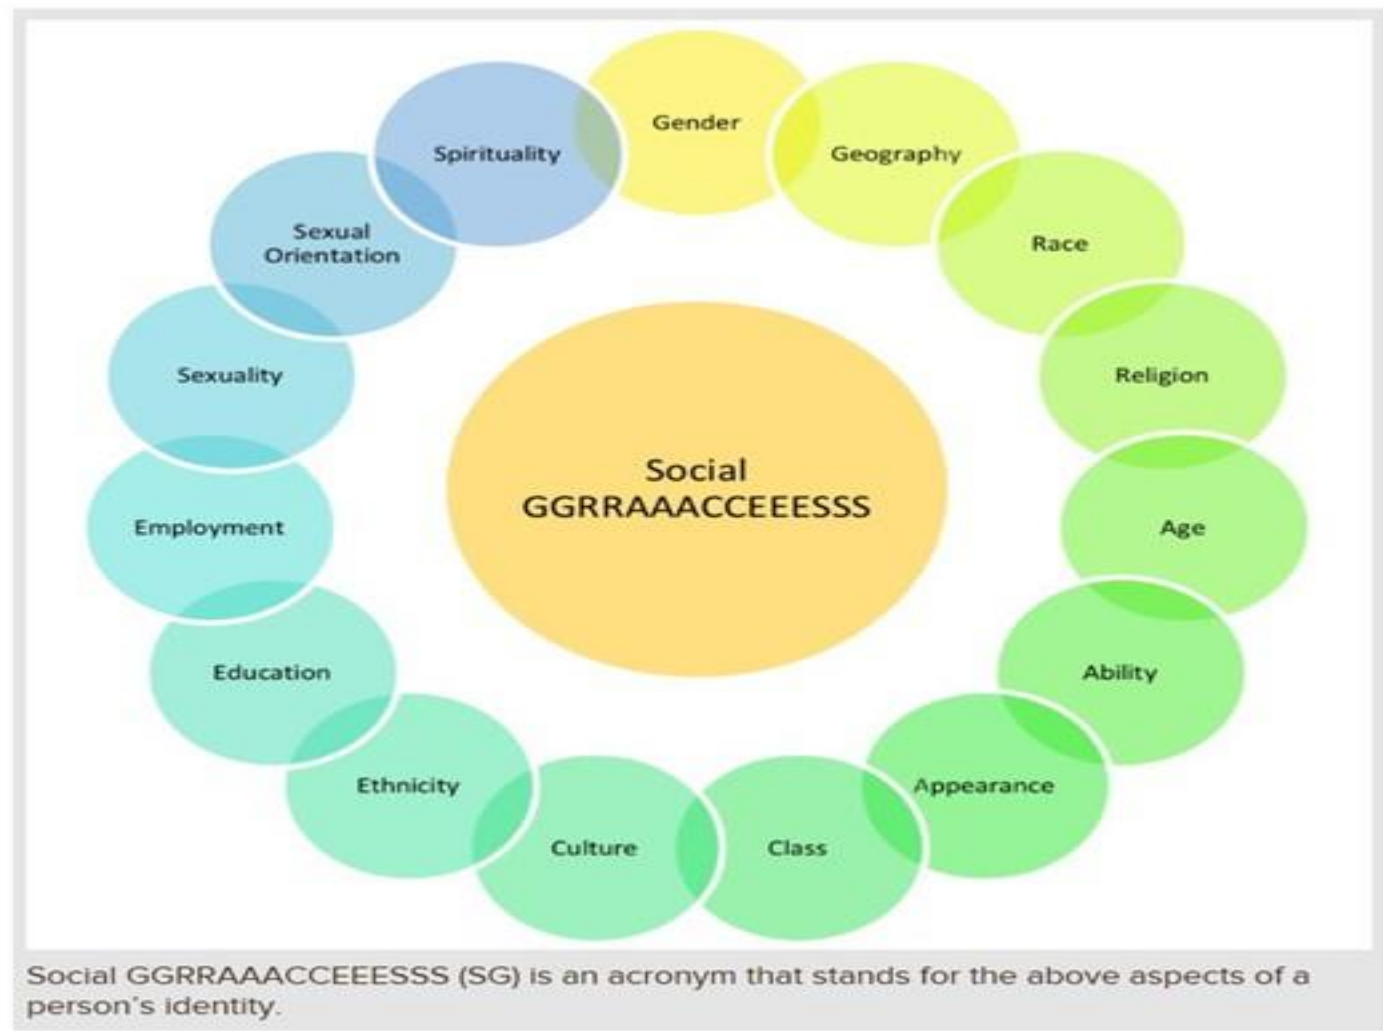 Gender
Geography
Race
Religion
Age
Ability
Appearance
Class
Culture
Ethnicity
Education
Employment
Sexuality
Sexual
Orientation
Spirituality
Social
GGRRAAACCEEESSS
Social GGRRAAACCEEESSS (SG) is an acronym that stands for the above aspects of a
person's identity.